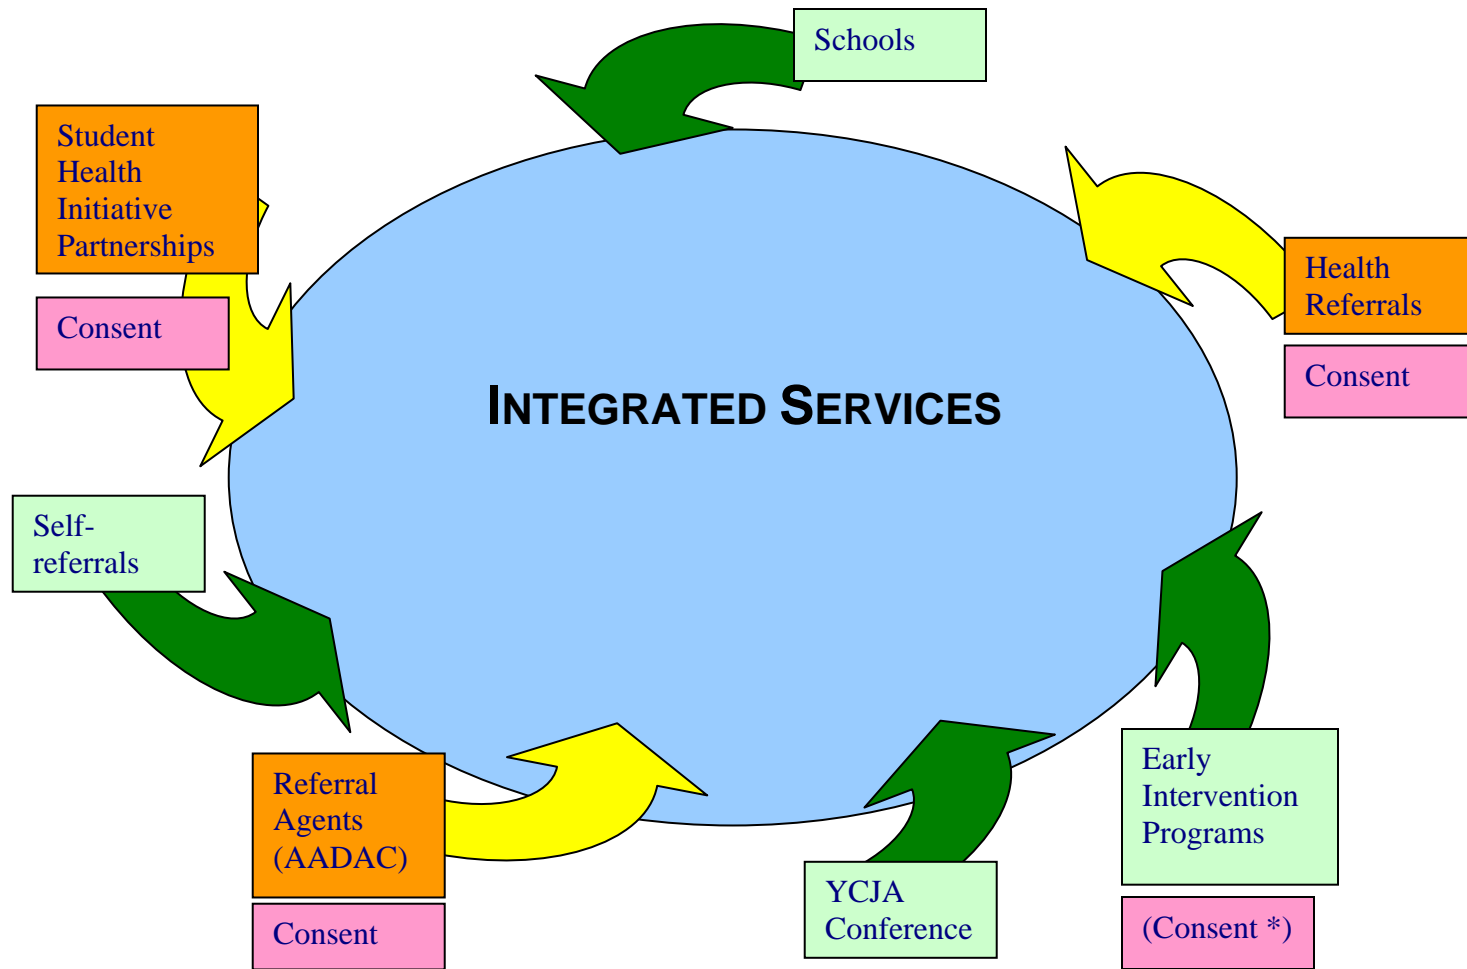 Schools
Student
Health
Initiative
Partnerships
Consent
Health
Referrals
Consent
INTEGRATED SERVICES
Self-
referrals
Referral
Agents
(AADAC)
Consent
YCJA
Conference
Early
Intervention
Programs
(Consent *)